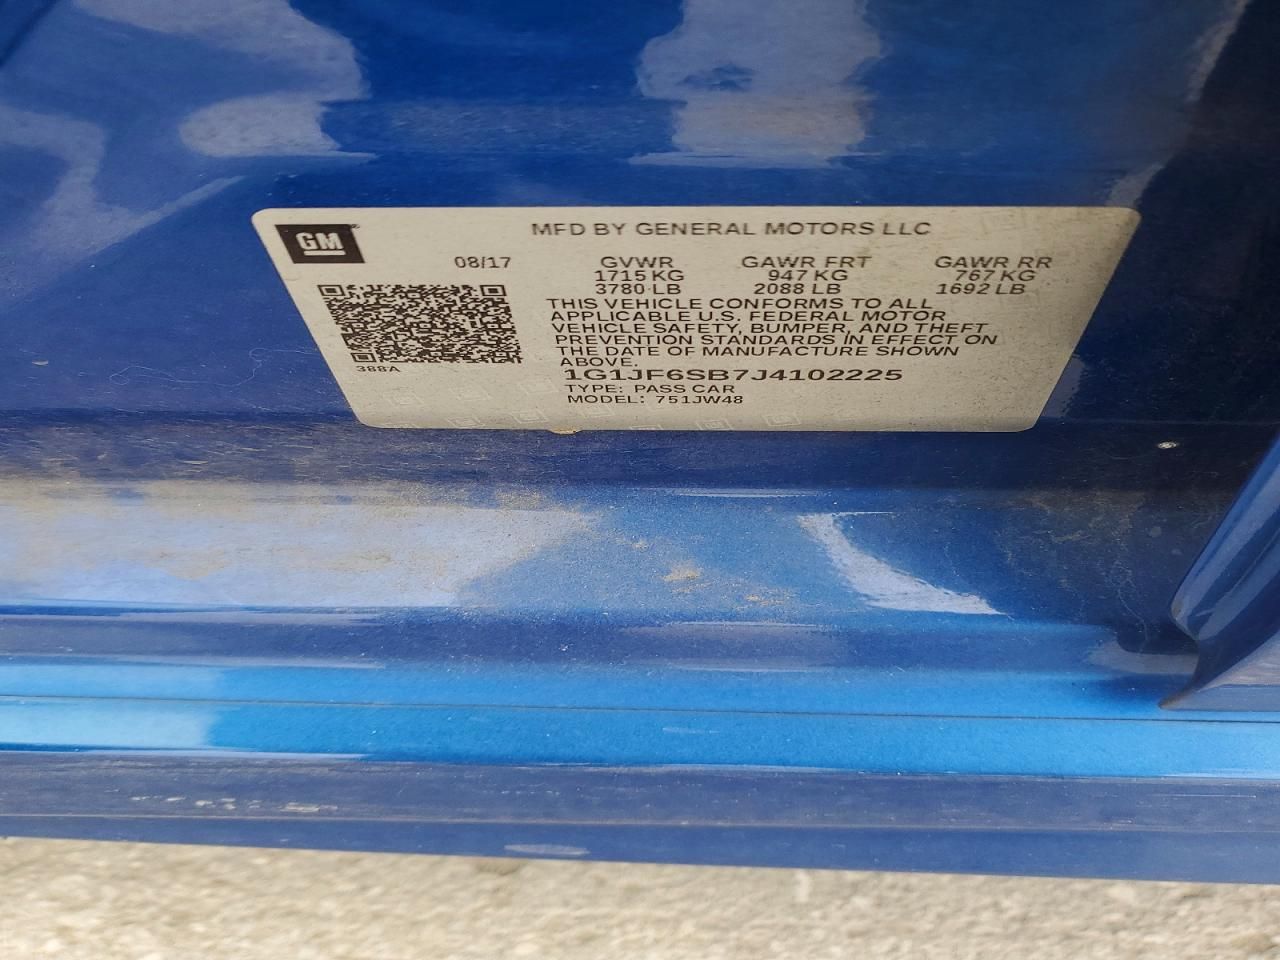 GM
MFD BY GENERAL MOTORS LLC
08/17 GVWR GAWR FRT GAWR RR
1715 KG 947 KG 767 KG
3780 LB 2088 LB 1692 LB
THIS VEHICLE CONFORMS TO ALL
APPLICABLE U.S. FEDERAL MOTOR
VEHICLE SAFETY, BUMPER, AND THEFT
PREVENTION STANDARDS IN EFFECT ON
THE DATE OF MANUFACTURE SHOWN
ABOVE.
388A
1G1JF6SB7J4102225
TYPE: PASS CAR
MODEL: 751JW48